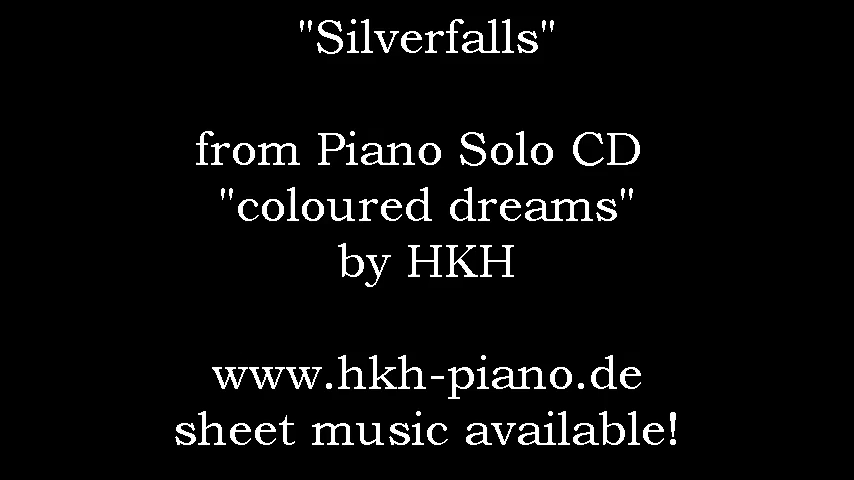 "Silverfalls"
from Piano Solo CD
"coloured dreams"
by HKH
www.hkh-piano.de
sheet music available!